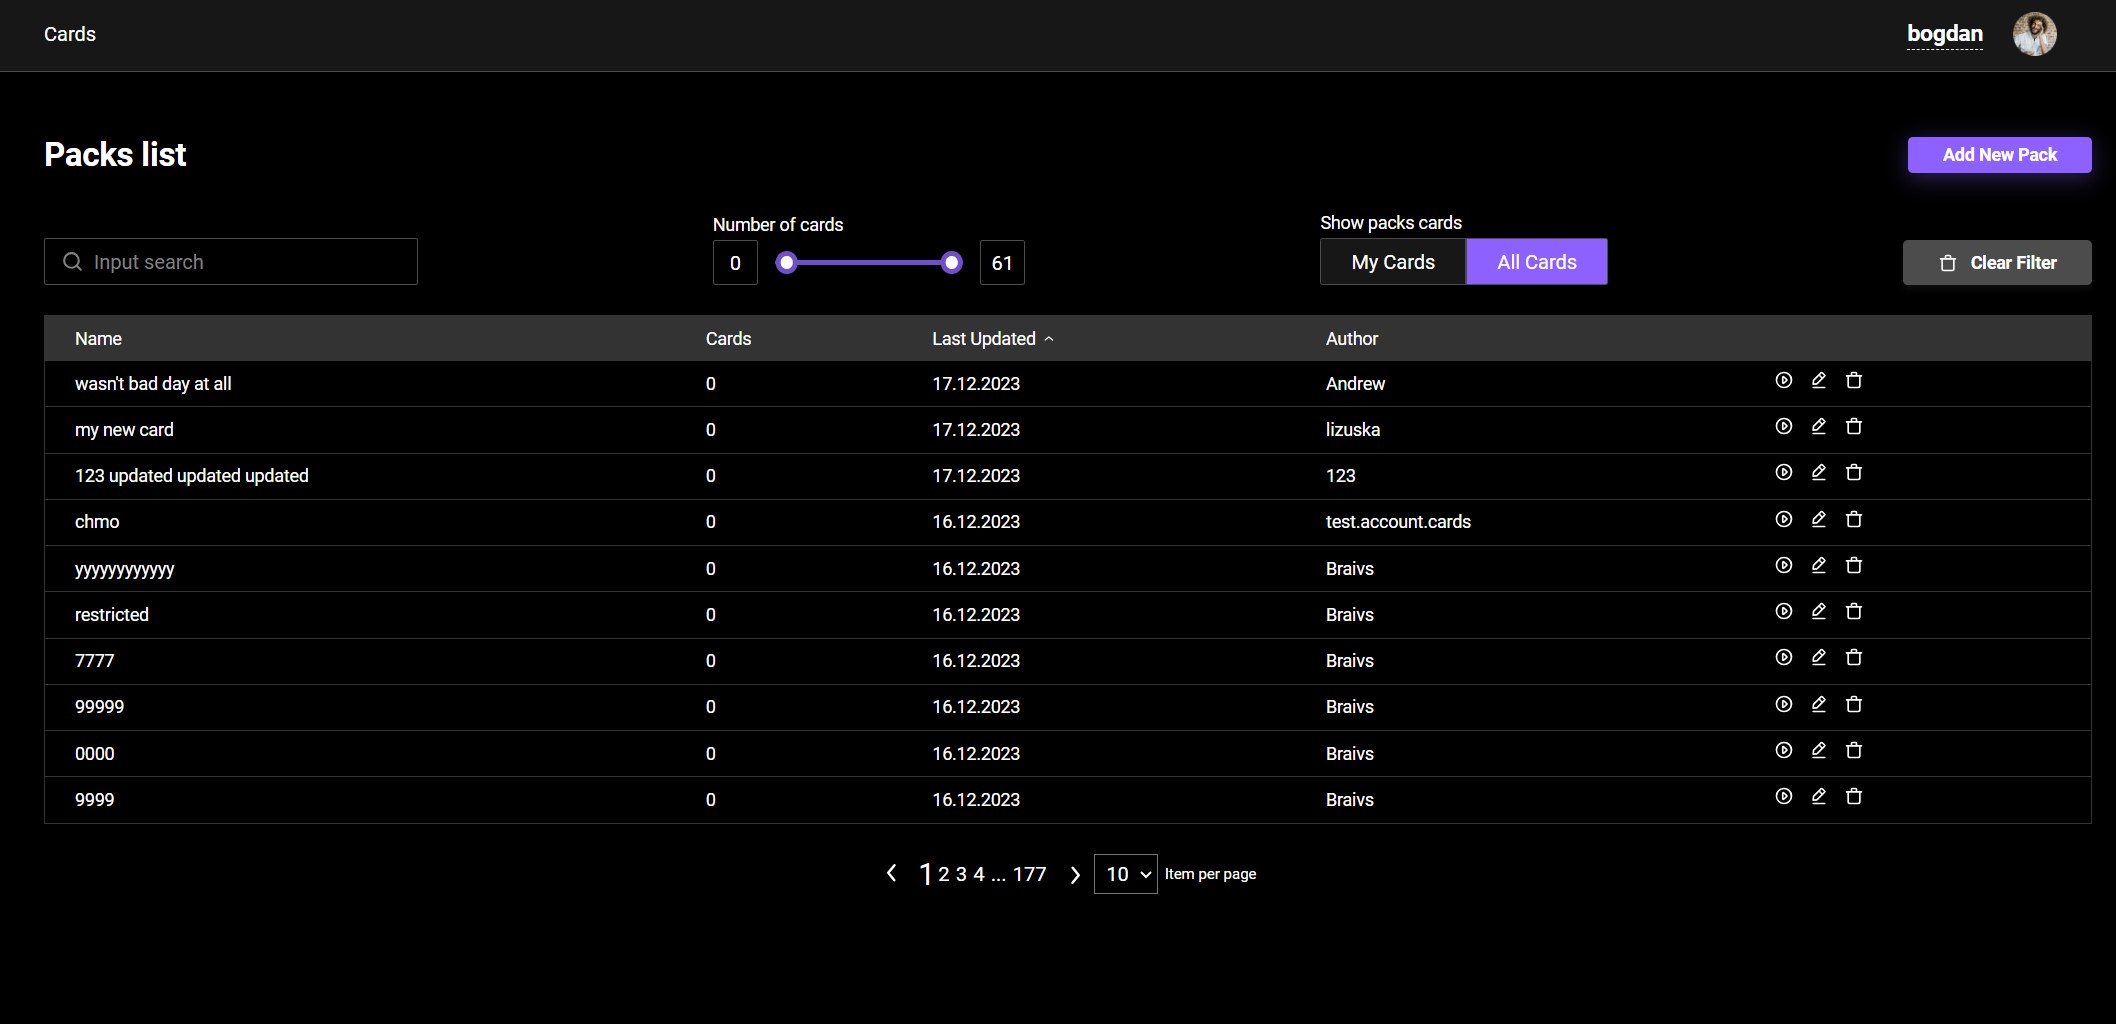 Cards
bogdan
Packs list
Add New Pack
Number of cards
Show packs cards
Input search
0
61
My Cards
All Cards
Clear Filter
Name Cards Last Updated Author
wasn't bad day at all 0 17.12.2023 Andrew
my new card 0 17.12.2023 lizuska
123 updated updated updated 0 17.12.2023 123
chmo 0 16.12.2023 test.account.cards
yyyyyyyyyyyy 0 16.12.2023 Braivs
restricted 0 16.12.2023 Braivs
7777 0 16.12.2023 Braivs
99999 0 16.12.2023 Braivs
0000 0 16.12.2023 Braivs
9999 0 16.12.2023 Braivs
1 2 3 4 ... 177 10 Item per page